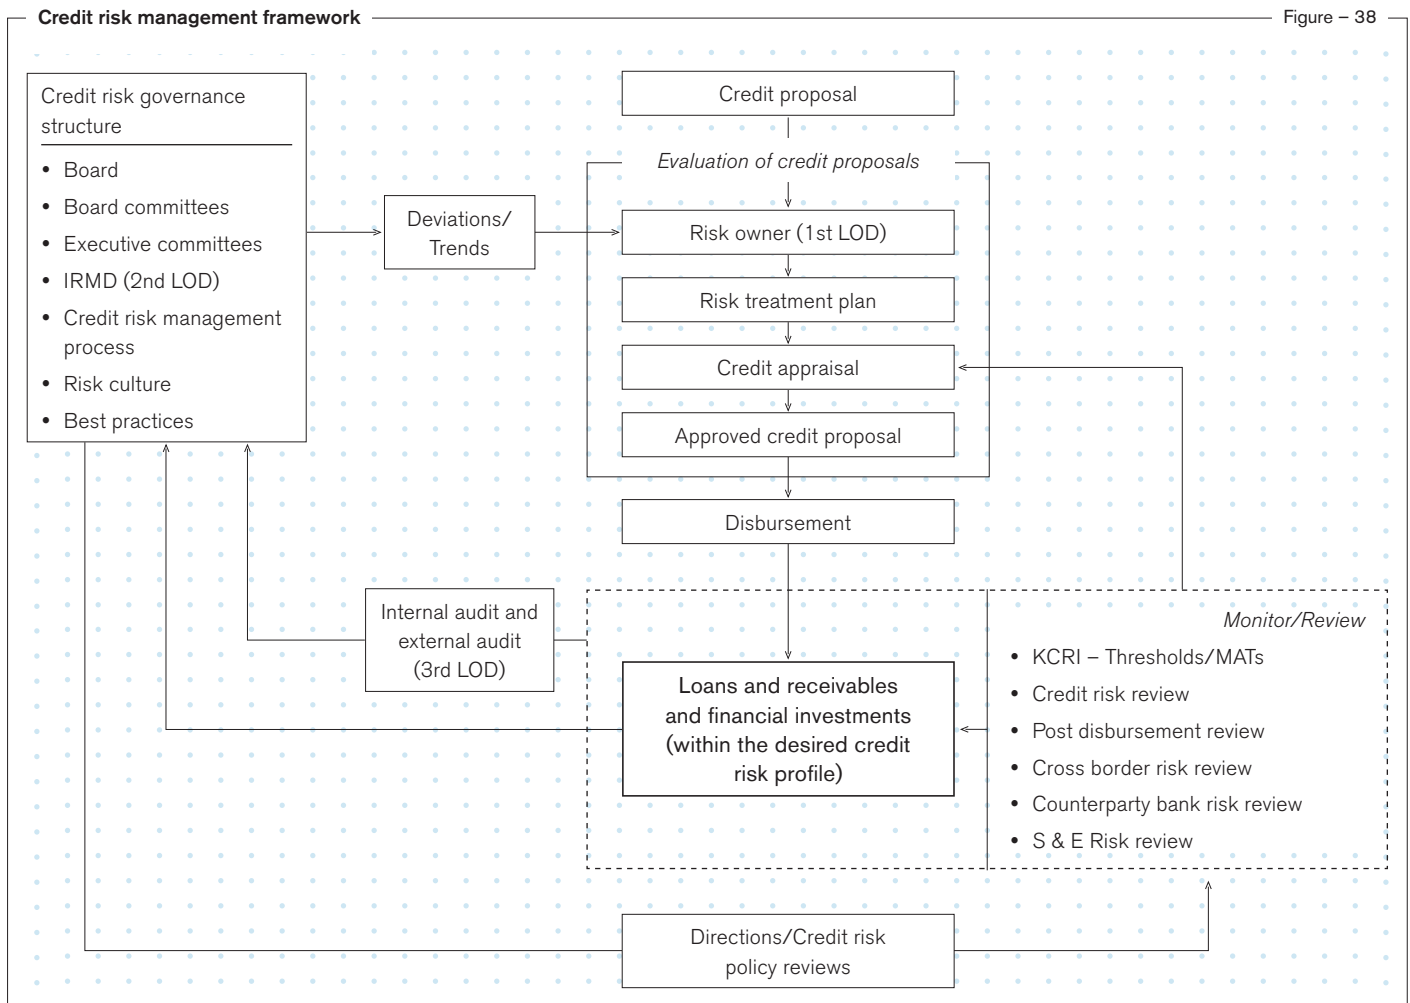 Credit risk management framework
Figure – 38
Credit risk governance
structure
• Board
• Board committees
• Executive committees
• IRMD (2nd LOD)
• Credit risk management
process
• Risk culture
• Best practices
Deviations/
Trends
Credit proposal
Evaluation of credit proposals
Risk owner (1st LOD)
Risk treatment plan
Credit appraisal
Approved credit proposal
Disbursement
Internal audit and
external audit
(3rd LOD)
Loans and receivables
and financial investments
(within the desired credit
risk profile)
Monitor/Review
• KCRI – Thresholds/MATs
• Credit risk review
• Post disbursement review
• Cross border risk review
• Counterparty bank risk review
• S & E Risk review
Directions/Credit risk
policy reviews